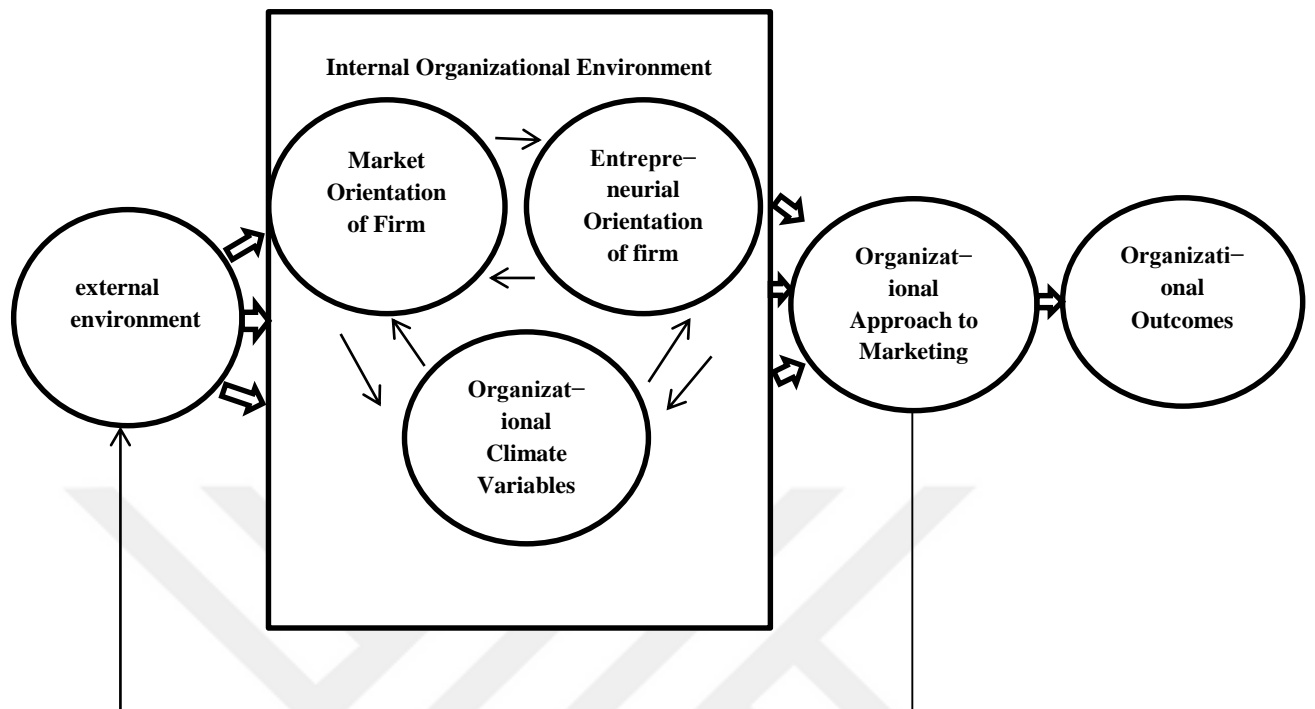 Internal Organizational Environment
Market
Orientation
of Firm
Entrepre−
neurial
Orientation
of firm
external
environment
Organizat−
ional
Climate
Variables
Organizat−
ional
Approach to
Marketing
Organizati−
onal
Outcomes